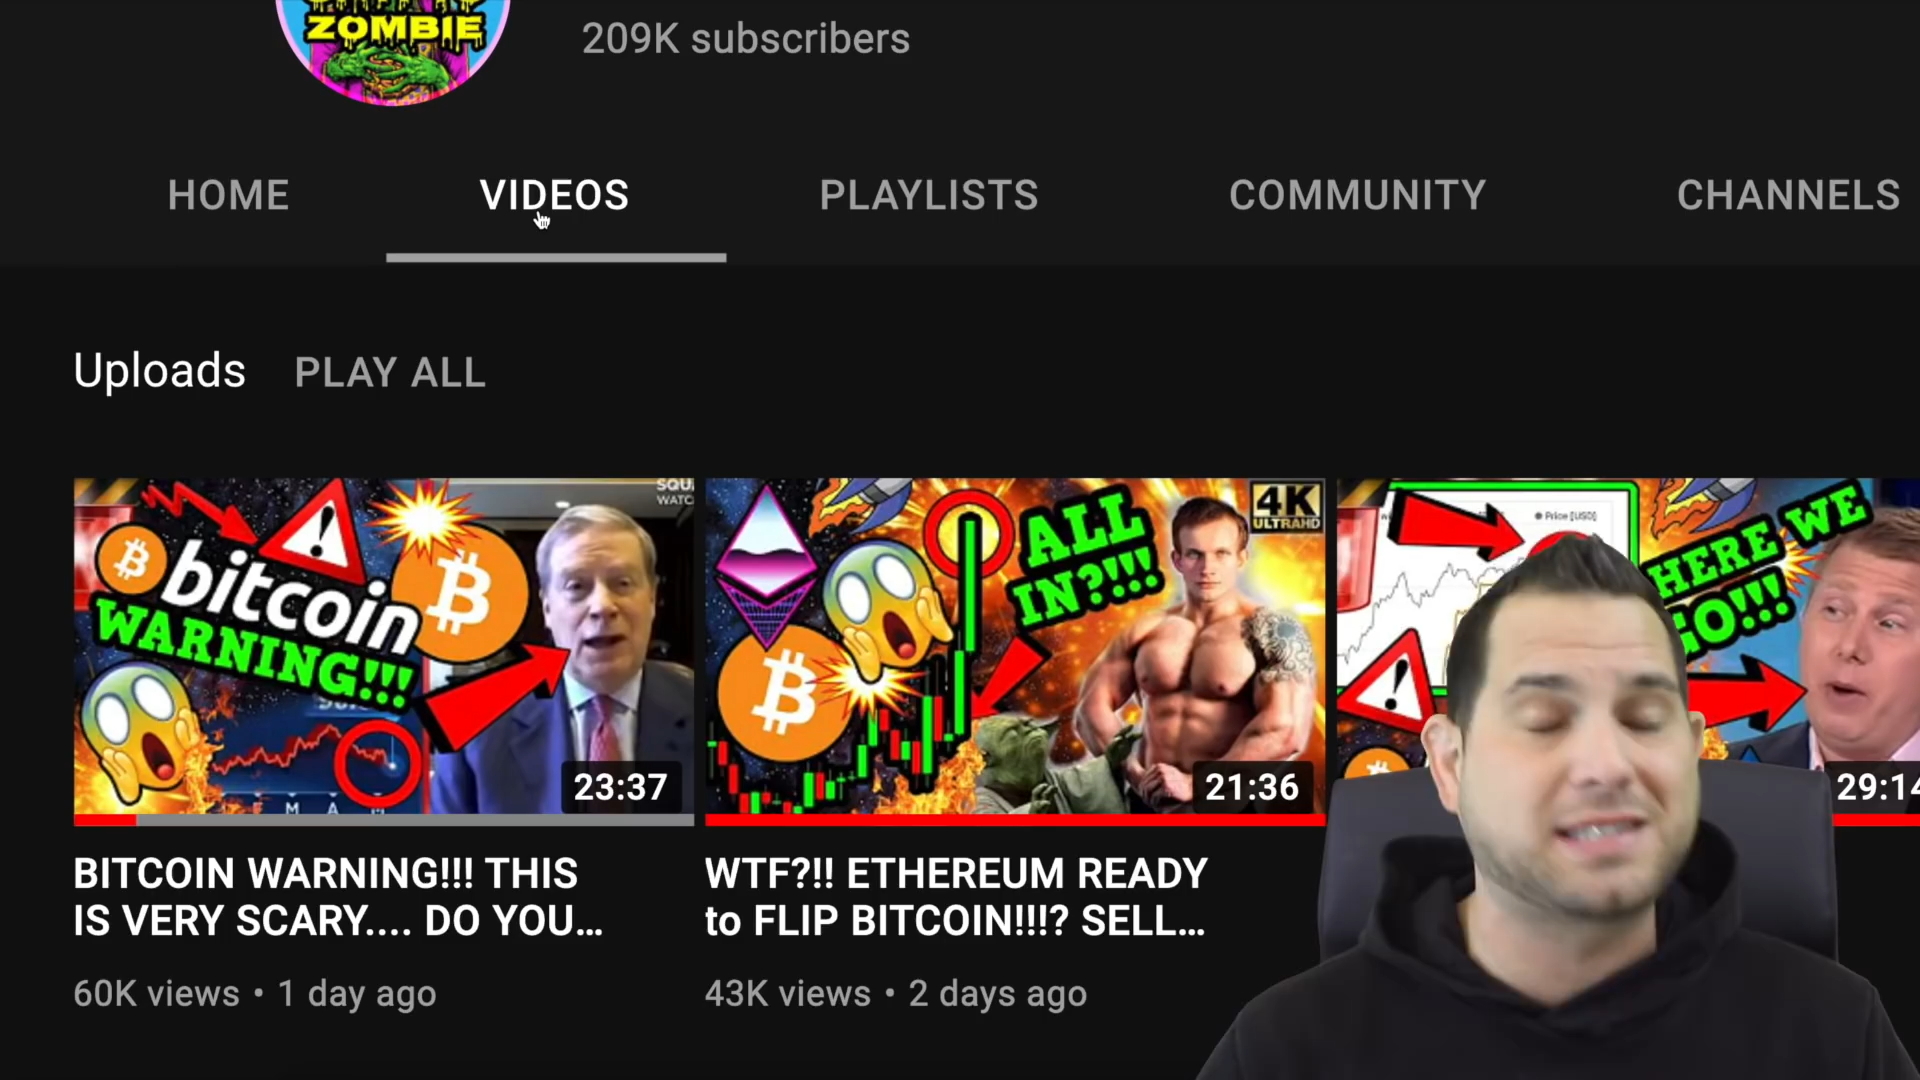 ZOMBIE
209K subscribers
HOME
VIDEOS
PLAYLISTS
COMMUNITY
CHANNELS
Uploads
PLAY ALL
bitcoin
WARNING!!!
23:37
ALL
IN?!!!
4K
ULTRAHD
21:36
Price [USD]
HERE WE
GO!!!
29:14
BITCOIN WARNING!!! THIS
IS VERY SCARY.... DO YOU...
60K views • 1 day ago
WTF?!! ETHEREUM READY
to FLIP BITCOIN!!!? SELL...
43K views • 2 days ago